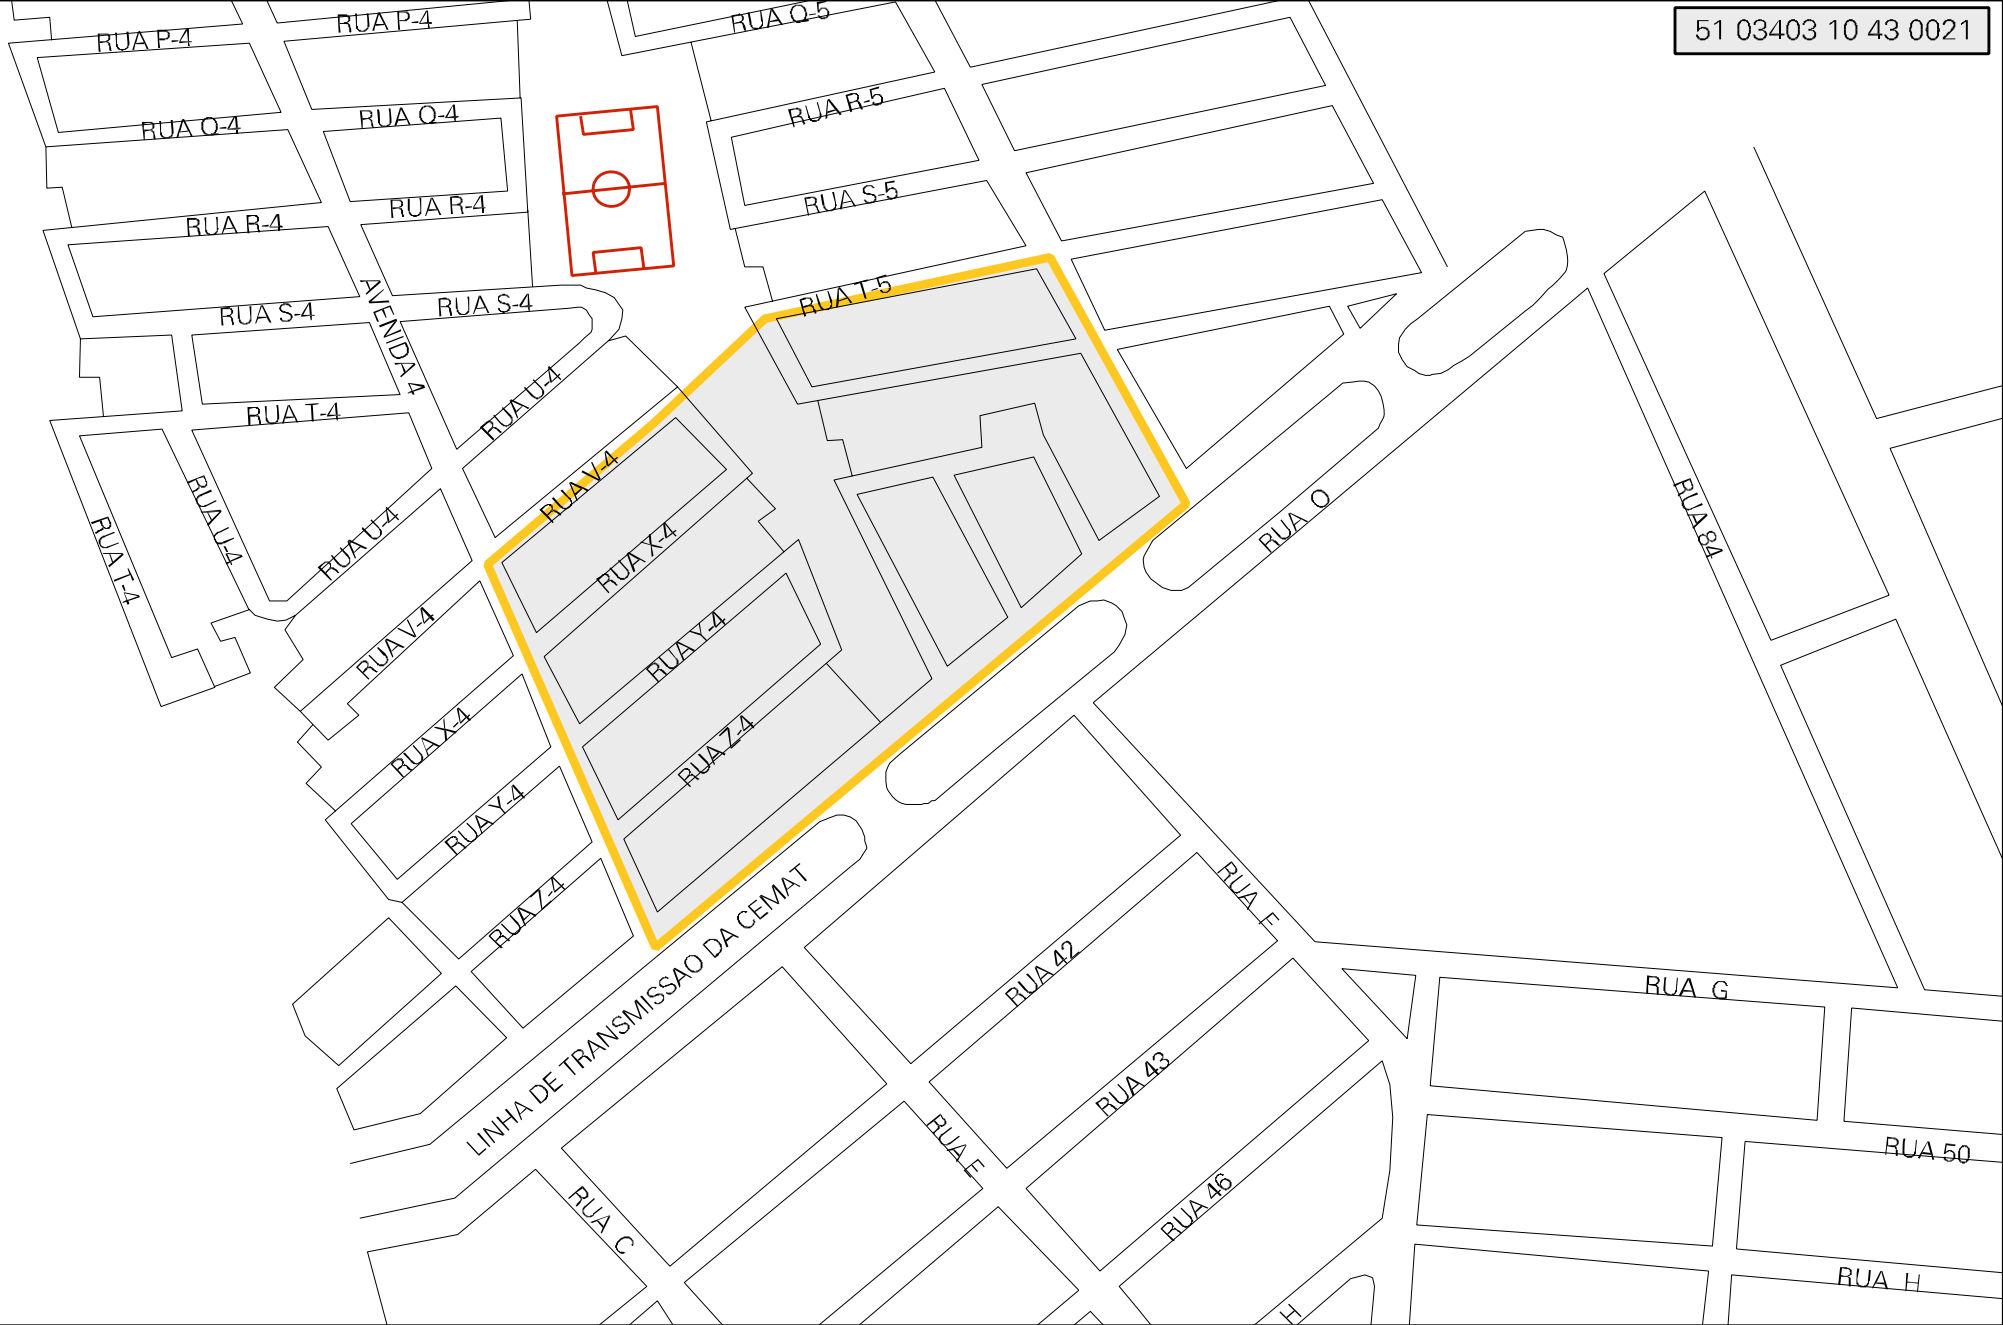 RUA P-4
RUA P-4
RUA Q-5
51 03403 10 43 0021
RUA Q-4
RUA Q-4
RUA R-5
RUA R-4
RUA R-4
RUA S-5
RUA S-4
AVENIDA 4
RUA S-4
RUA T-5
RUA T-4
RUA U-4
RUA T-4
RUA U-4
RUA U-4
RUA V-4
RUA X-4
RUA O
RUA 84
RUA V-4
RUA Y-4
RUA X-4
RUA Z-4
RUA Y-4
RUA Z-4
LINHA DE TRANSMISSAO DA CEMAT
RUA F
RUA 42
RUA G
RUA 43
RUA E
RUA 50
RUA 46
RUA C
RUA H
H